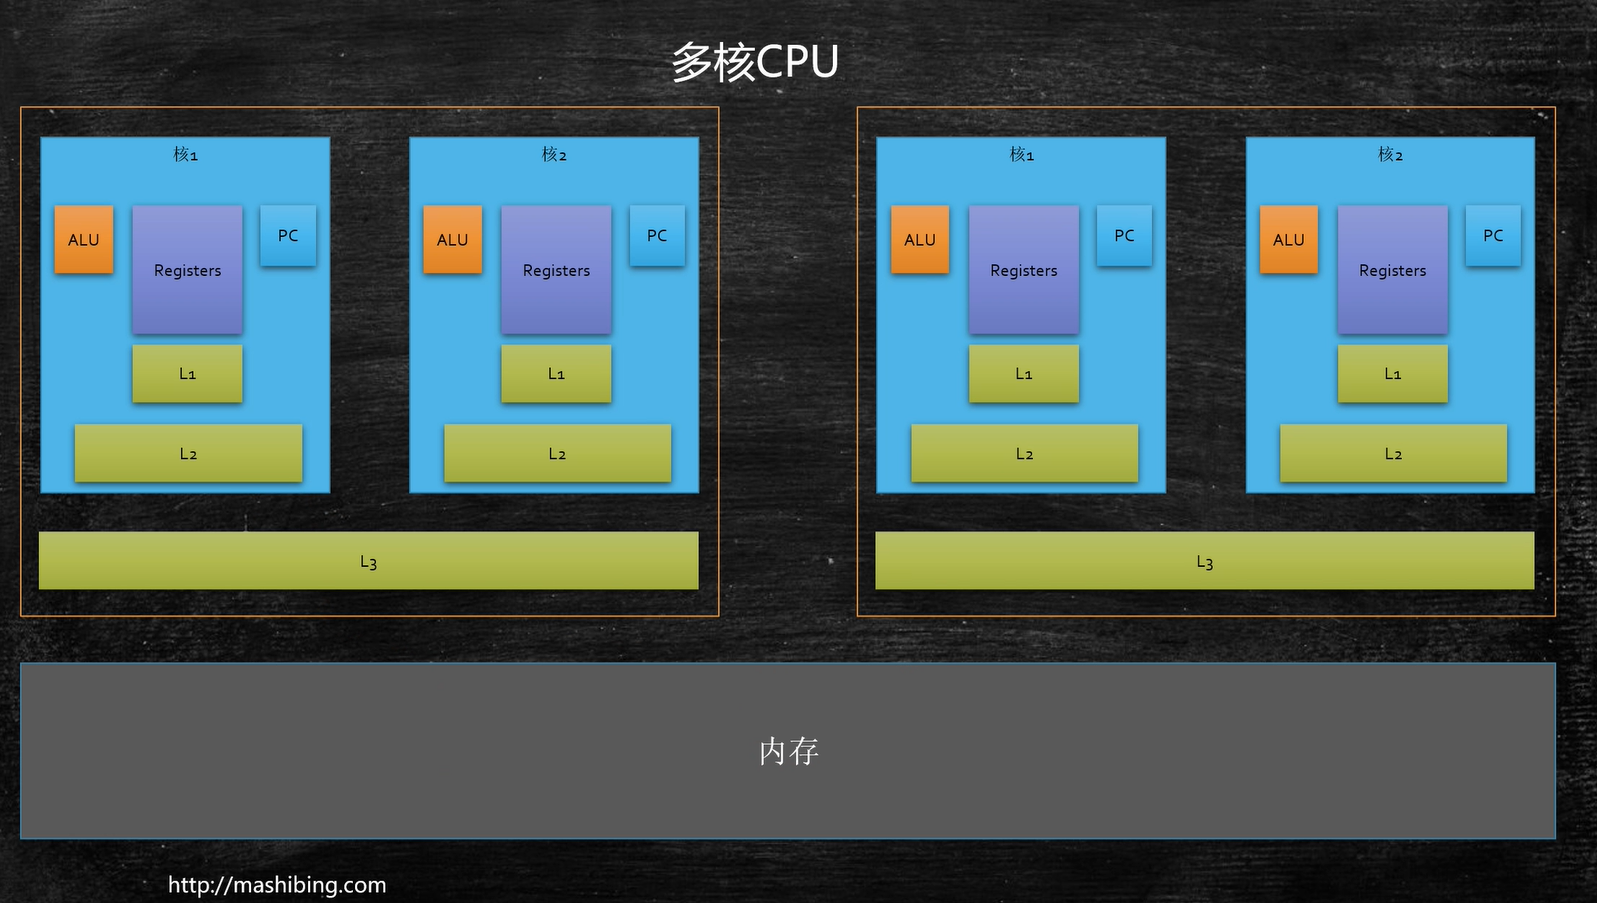 多核CPU
核1
核2
核1
核2
ALU
Registers
PC
ALU
Registers
PC
ALU
Registers
PC
ALU
Registers
PC
L1
L1
L1
L1
L2
L2
L2
L2
L3
L3
内存
http://mashibing.com